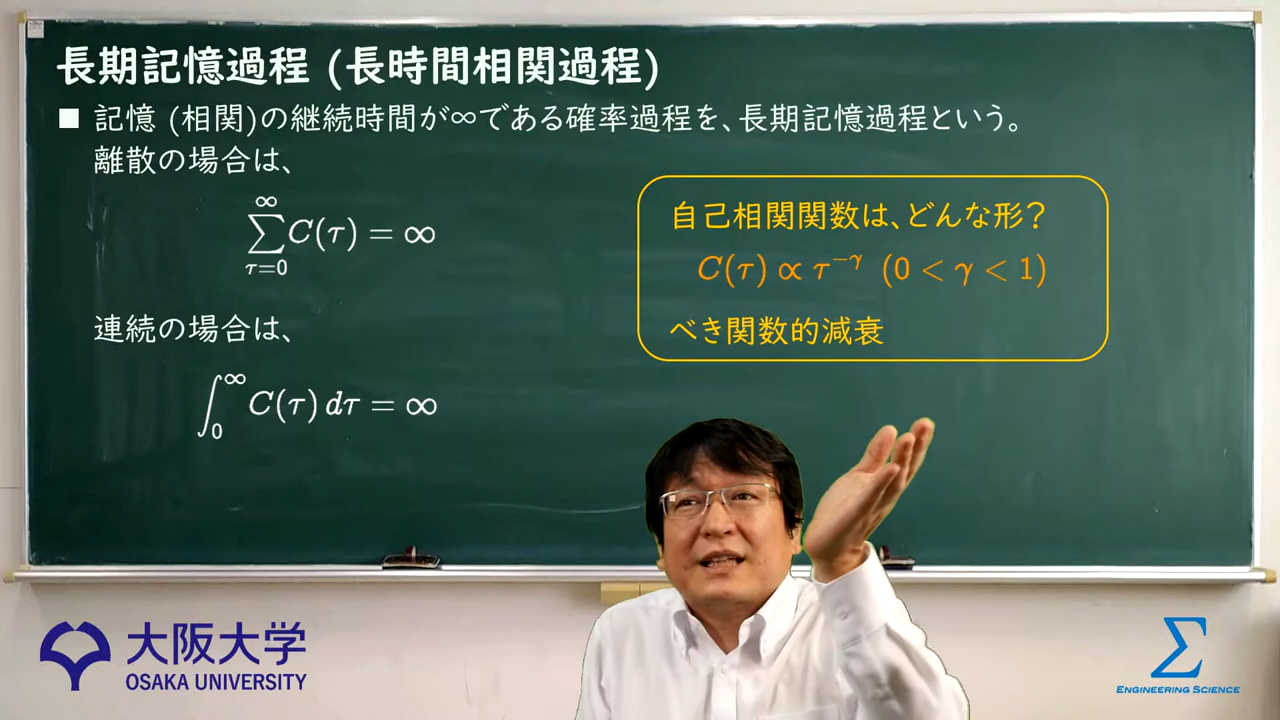 長期記憶過程 (長時間相関過程)
■ 記憶 (相関)の継続時間が∞である確率過程を、長期記憶過程という。
離散の場合は、
∞
∑C(τ) = ∞
τ=0
連続の場合は、
∫₀^∞ C(τ) dτ = ∞
自己相関関数は、どんな形?
C(τ) ∝ τ^{-γ} (0 < γ < 1)
べき関数的減衰
大阪大学
OSAKA UNIVERSITY
Σ
ENGINEERING SCIENCE